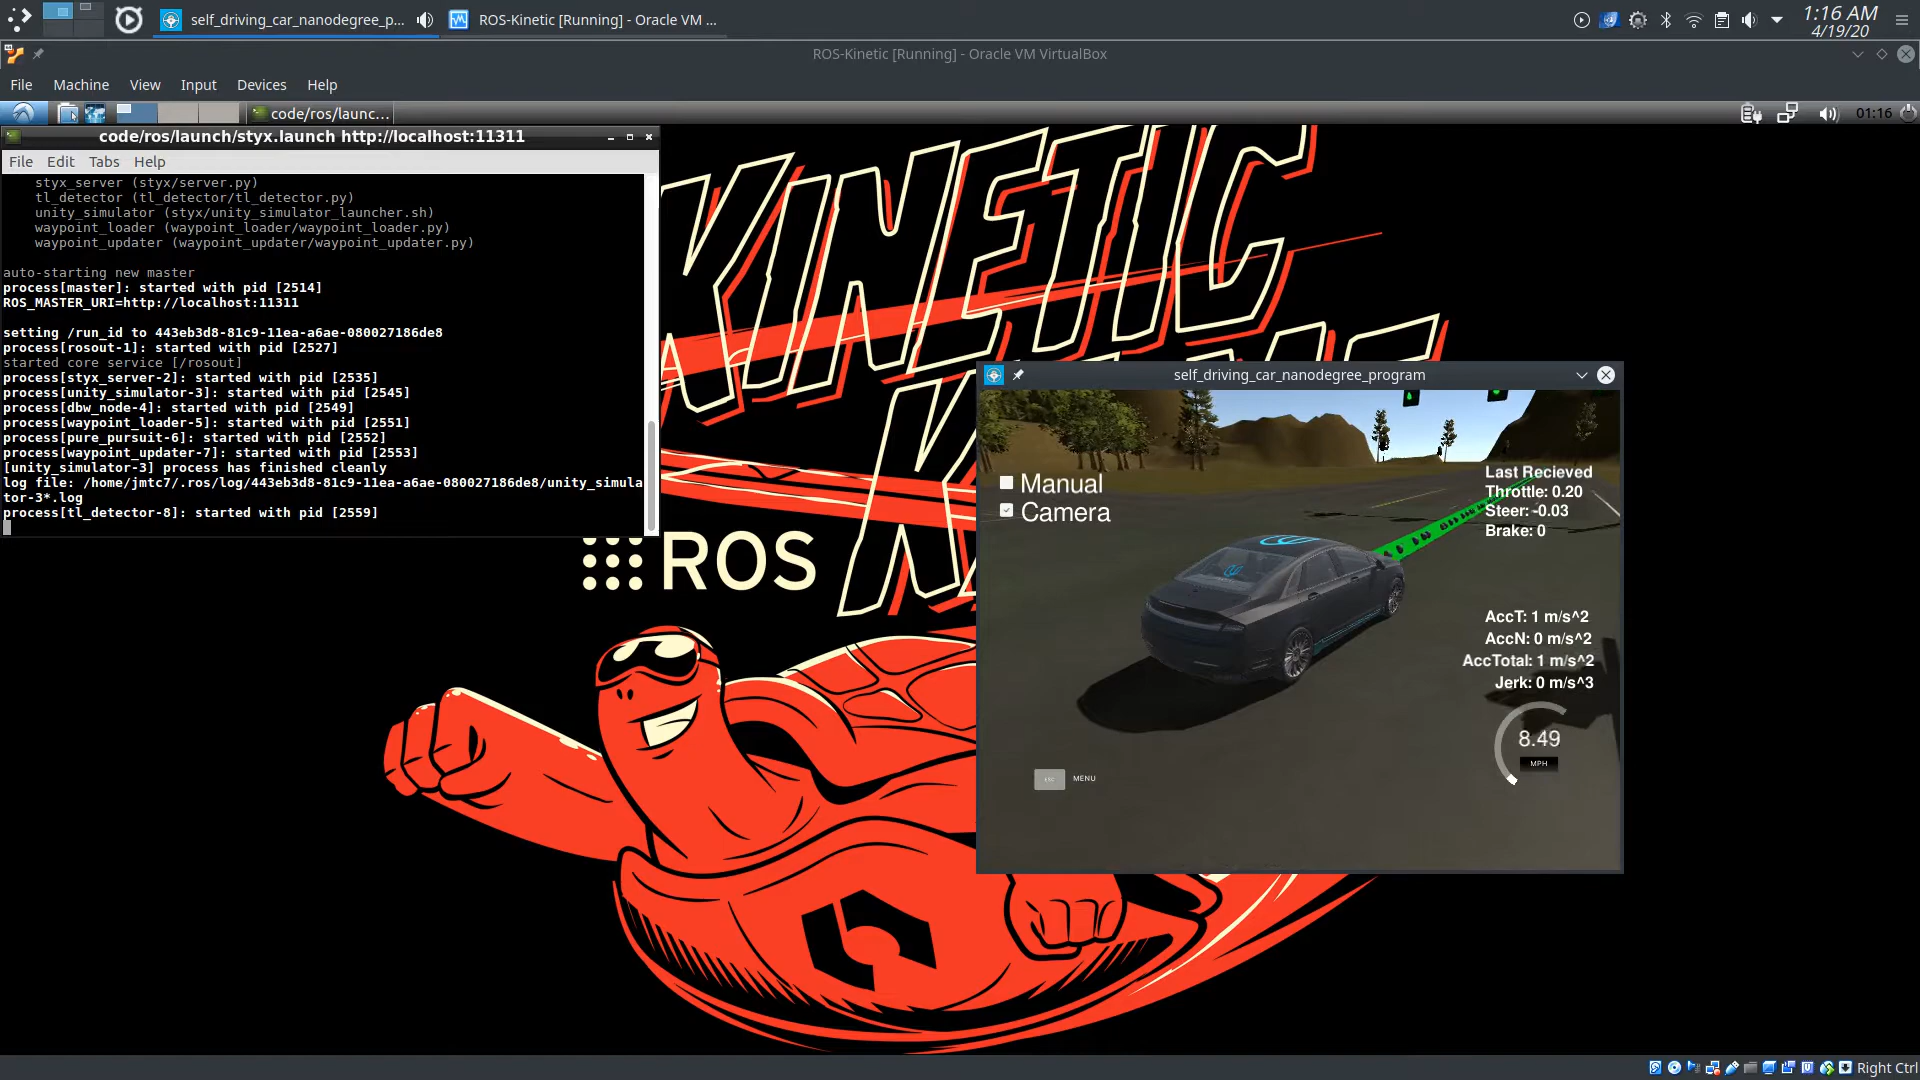 self_driving_car_nanodegree_p...
ROS-Kinetic [Running] - Oracle VM ...
1:16 AM
4/19/20
ROS-Kinetic [Running] - Oracle VM VirtualBox
File Machine View Input Devices Help
code/ros/launc...
01:16
code/ros/launch/styx.launch http://localhost:11311
File Edit Tabs Help
styx_server (styx/server.py)
tl_detector (tl_detector/tl_detector.py)
unity_simulator (styx/unity_simulator_launcher.sh)
waypoint_loader (waypoint_loader/waypoint_loader.py)
waypoint_updater (waypoint_updater/waypoint_updater.py)
auto-starting new master
process[master]: started with pid [2514]
ROS_MASTER_URI=http://localhost:11311
setting /run_id to 443eb3d8-81c9-11ea-a6ae-080027186de8
process[rosout-1]: started with pid [2527]
started core service [/rosout]
process[styx_server-2]: started with pid [2535]
process[unity_simulator-3]: started with pid [2545]
process[dbw_node-4]: started with pid [2549]
process[waypoint_loader-5]: started with pid [2551]
process[pure_pursuit-6]: started with pid [2552]
process[waypoint_updater-7]: started with pid [2553]
[unity_simulator-3] process has finished cleanly
log file: /home/jmtc7/.ros/log/443eb3d8-81c9-11ea-a6ae-080027186de8/unity_simula
tor-3*.log
process[tl_detector-8]: started with pid [2559]
KINETIC
ROS
self_driving_car_nanodegree_program
Manual
Camera
Last Recieved
Throttle: 0.20
Steer: -0.03
Brake: 0
AccT: 1 m/s^2
AccN: 0 m/s^2
AccTotal: 1 m/s^2
Jerk: 0 m/s^3
8.49
MPH
MENU
Right Ctrl